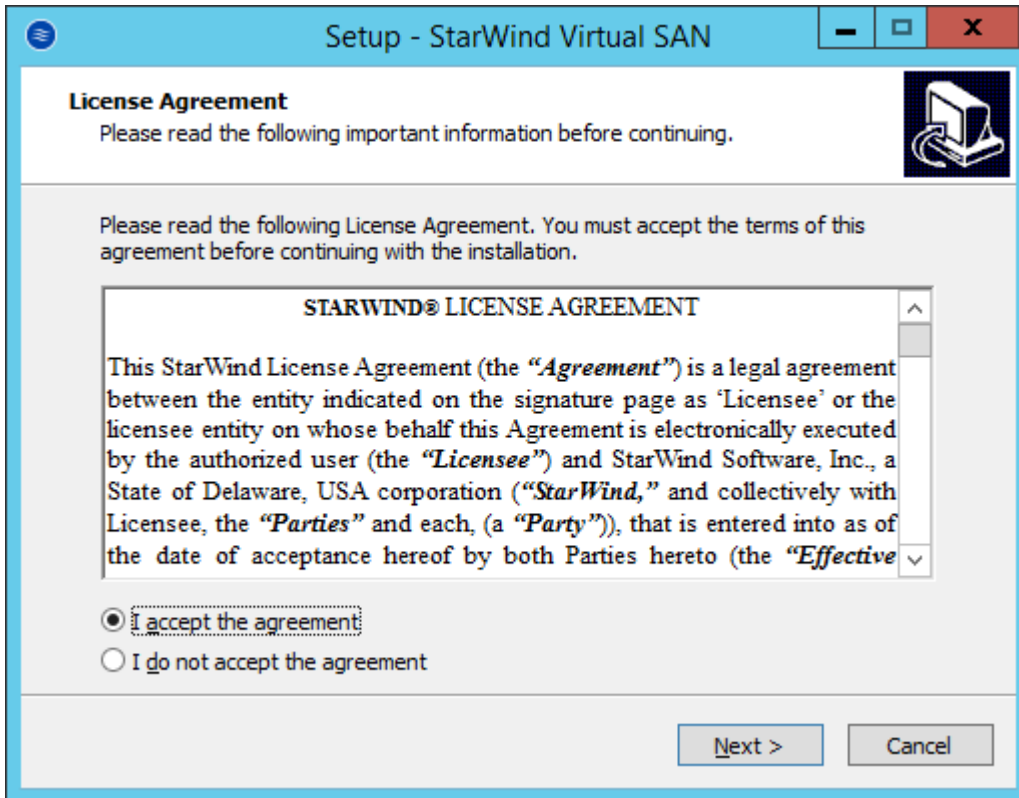 Setup - StarWind Virtual SAN
License Agreement
Please read the following important information before continuing.
Please read the following License Agreement. You must accept the terms of this
agreement before continuing with the installation.
STARWIND® LICENSE AGREEMENT
This StarWind License Agreement (the “Agreement”) is a legal agreement
between the entity indicated on the signature page as ‘Licensee’ or the
licensee entity on whose behalf this Agreement is electronically executed
by the authorized user (the “Licensee”) and StarWind Software, Inc., a
State of Delaware, USA corporation (“StarWind,” and collectively with
Licensee, the “Parties” and each, (a “Party”)), that is entered into as of
the date of acceptance hereof by both Parties hereto (the “Effective
I accept the agreement
I do not accept the agreement
Next >
Cancel